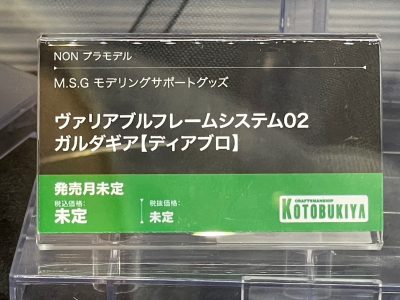 NON プラモデル
M.S.G モデリングサポートグッズ
ヴァリアブルフレームシステム02
ガルダギア【ディアブロ】
発売月未定
税込価格:
未定
税抜価格:
未定
CRAFTSMANSHIP
KOTOBUKIYA